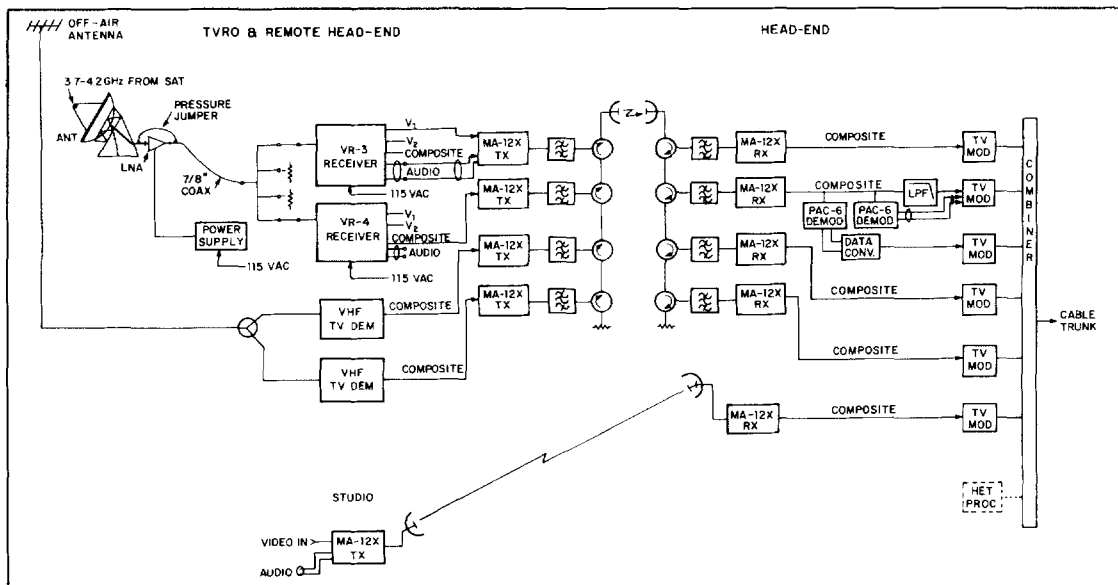 OFF-AIR
ANTENNA
TVRO & REMOTE HEAD-END
HEAD-END
3.7-4.2GHz FROM SAT
PRESSURE
JUMPER
ANT
LNA
7/8"
COAX
POWER
SUPPLY
115 VAC
VR-3
RECEIVER
V1
V2
COMPOSITE
AUDIO
115 VAC
VR-4
RECEIVER
V1
V2
COMPOSITE
AUDIO
115 VAC
VHF
TV DEM
COMPOSITE
VHF
TV DEM
COMPOSITE
MA-12X
TX
MA-12X
TX
MA-12X
TX
MA-12X
TX
MA-12X
RX
COMPOSITE
TV
MOD
MA-12X
RX
COMPOSITE
LPF
TV
MOD
PAC-6
DEMOD
PAC-6
DEMOD
DATA
CONV.
TV
MOD
MA-12X
RX
COMPOSITE
TV
MOD
MA-12X
RX
COMPOSITE
TV
MOD
MA-12X
RX
COMPOSITE
TV
MOD
HET
PROC
COMBINER
CABLE
TRUNK
STUDIO
VIDEO IN
MA-12X
TX
AUDIO